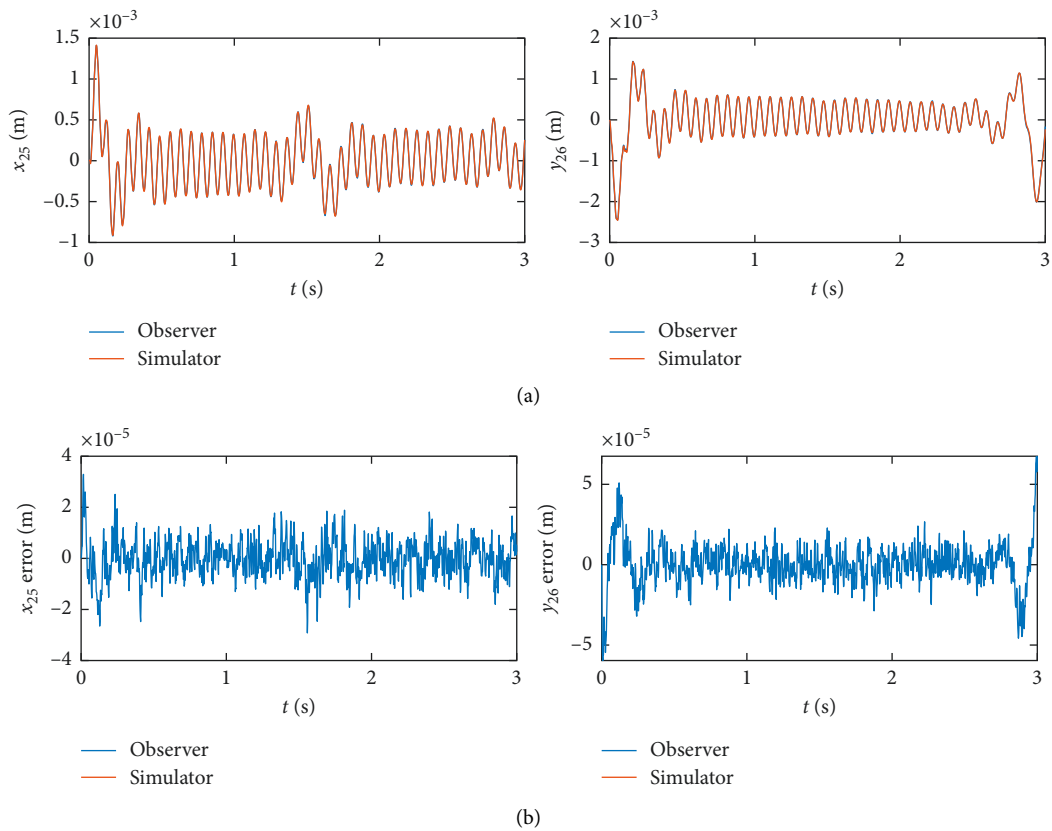 ×10⁻³
1.5
1
0.5
0
−0.5
−1
x₂₅ (m)
0 1 2 3
t (s)
Observer
Simulator
×10⁻³
2
1
0
−1
−2
−3
y₂₆ (m)
0 1 2 3
t (s)
Observer
Simulator
(a)
×10⁻⁵
4
2
0
−2
−4
x₂₅ error (m)
0 1 2 3
t (s)
Observer
Simulator
×10⁻⁵
5
0
−5
y₂₆ error (m)
0 1 2 3
t (s)
Observer
Simulator
(b)